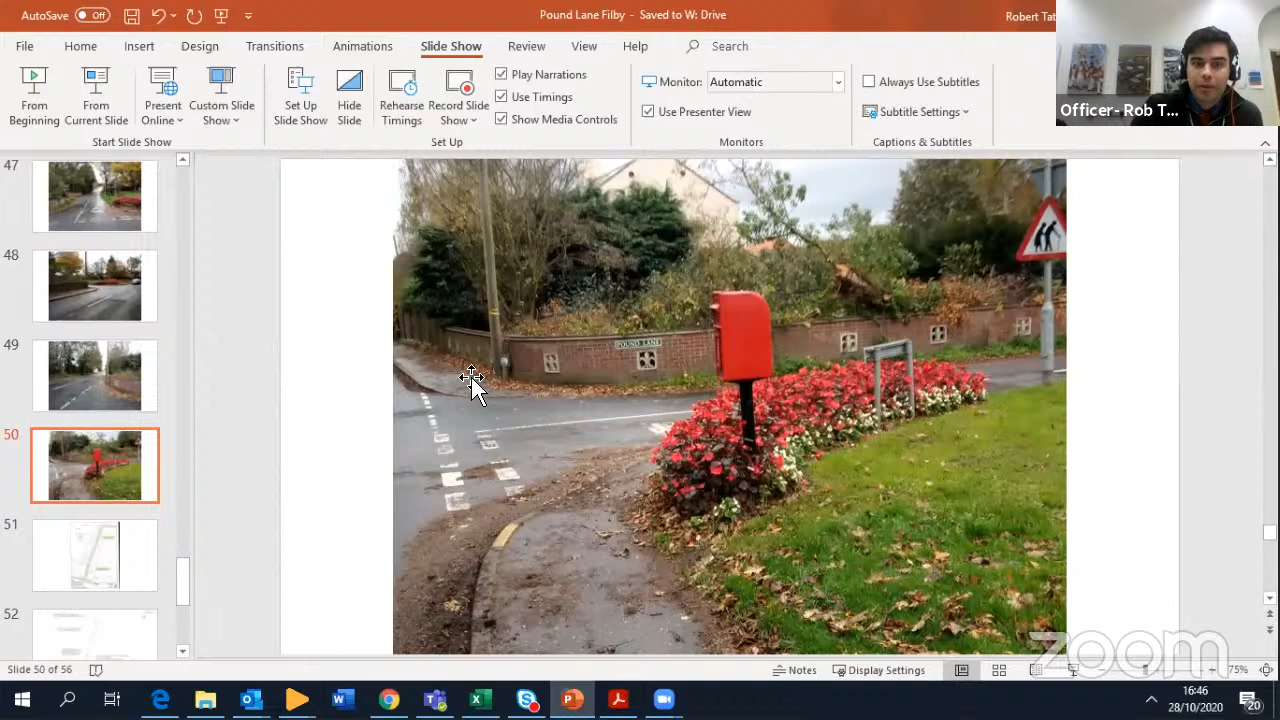 AutoSave Off
Pound Lane Filby - Saved to W: Drive
Robert Tat
File Home Insert Design Transitions Animations Slide Show Review View Help Search
From Beginning
From Current Slide
Present Online
Custom Slide Show
Start Slide Show
Set Up Slide Show
Hide Slide
Rehearse Timings
Record Slide Show
Play Narrations
Use Timings
Show Media Controls
Set Up
Monitor: Automatic
Use Presenter View
Monitors
Always Use Subtitles
Subtitle Settings
Captions & Subtitles
Officer- Rob T...
47
48
49
50
51
52
POUND LANE
zoom
Slide 50 of 56
Notes
Display Settings
75%
16:46
28/10/2020
20